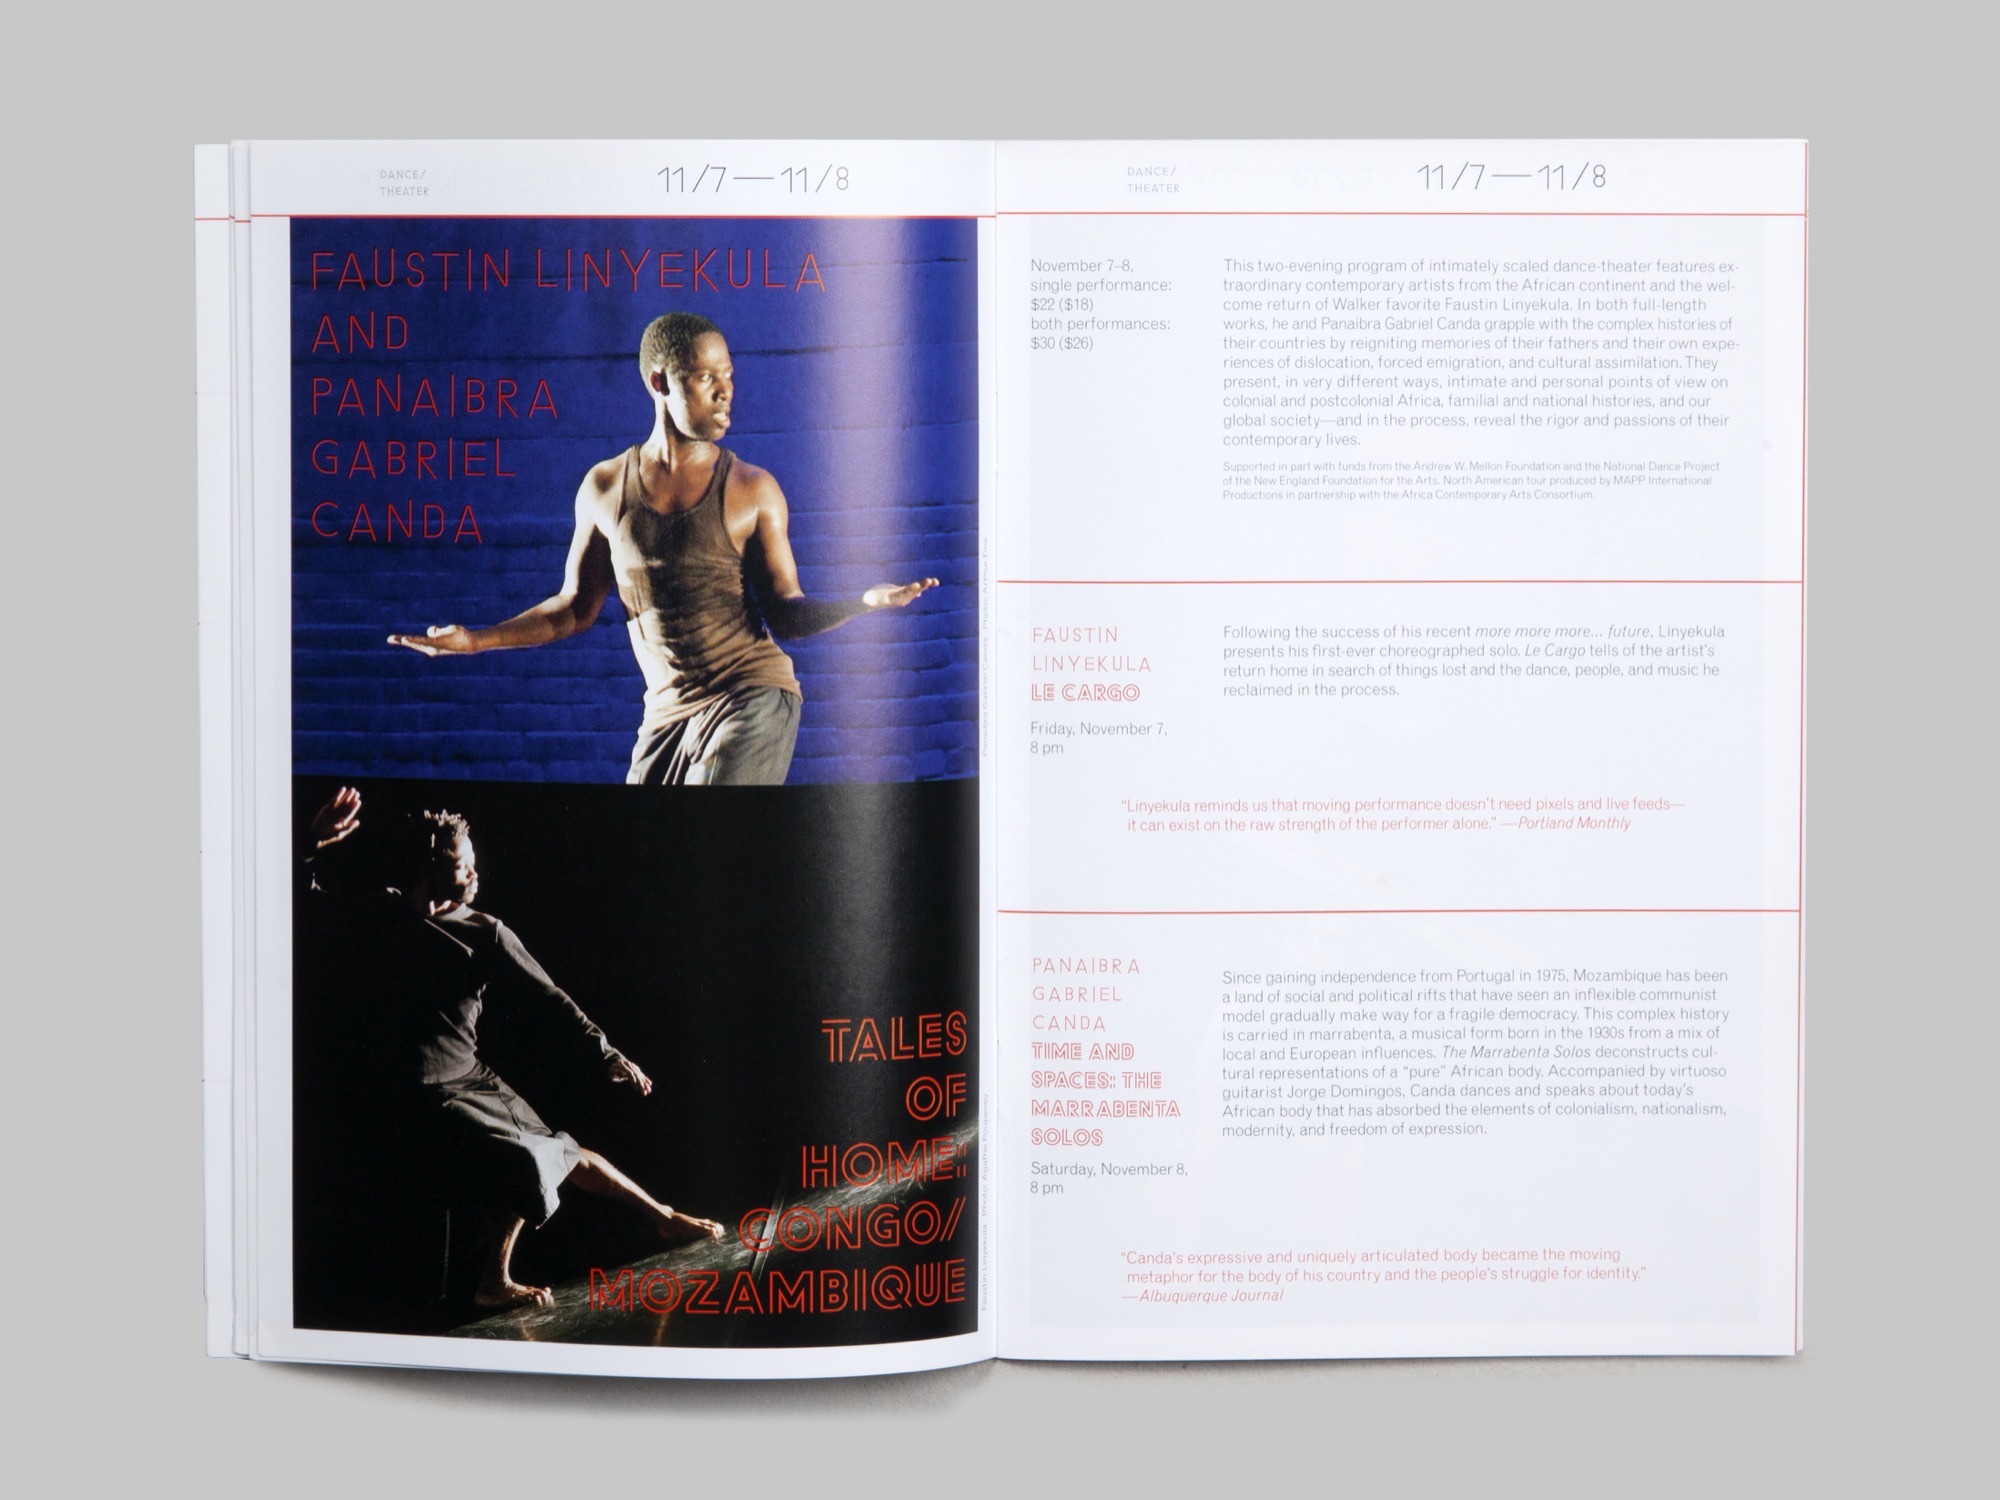 DANCE/
THEATER
11/7—11/8
FAUSTIN LINYEKULA
AND
PANAIBRA
GABRIEL
CANDA
TALES
OF
HOME:
CONGO/
MOZAMBIQUE
Panaibra Gabriel Canda Photo: Arthur Fink
Faustin Linyekula Photo: Agathe Poupeney
DANCE/
THEATER
11/7—11/8
November 7–8,
single performance:
$22 ($18)
both performances:
$30 ($26)
This two-evening program of intimately scaled dance-theater features ex-
traordinary contemporary artists from the African continent and the wel-
come return of Walker favorite Faustin Linyekula. In both full-length
works, he and Panaibra Gabriel Canda grapple with the complex histories of
their countries by reigniting memories of their fathers and their own expe-
riences of dislocation, forced emigration, and cultural assimilation. They
present, in very different ways, intimate and personal points of view on
colonial and postcolonial Africa, familial and national histories, and our
global society—and in the process, reveal the rigor and passions of their
contemporary lives.
Supported in part with funds from the Andrew W. Mellon Foundation and the National Dance Project
of the New England Foundation for the Arts. North American tour produced by MAPP International
Productions in partnership with the Africa Contemporary Arts Consortium.
FAUSTIN
LINYEKULA
LE CARGO
Friday, November 7,
8 pm
Following the success of his recent more more more... future, Linyekula
presents his first-ever choreographed solo. Le Cargo tells of the artist's
return home in search of things lost and the dance, people, and music he
reclaimed in the process.
“Linyekula reminds us that moving performance doesn't need pixels and live feeds—
it can exist on the raw strength of the performer alone.” —Portland Monthly
PANAIBRA
GABRIEL
CANDA
TIME AND
SPACES: THE
MARRABENTA
SOLOS
Saturday, November 8,
8 pm
Since gaining independence from Portugal in 1975, Mozambique has been
a land of social and political rifts that have seen an inflexible communist
model gradually make way for a fragile democracy. This complex history
is carried in marrabenta, a musical form born in the 1930s from a mix of
local and European influences. The Marrabenta Solos deconstructs cul-
tural representations of a “pure” African body. Accompanied by virtuoso
guitarist Jorge Domingos, Canda dances and speaks about today's
African body that has absorbed the elements of colonialism, nationalism,
modernity, and freedom of expression.
“Canda's expressive and uniquely articulated body became the moving
metaphor for the body of his country and the people's struggle for identity.”
—Albuquerque Journal